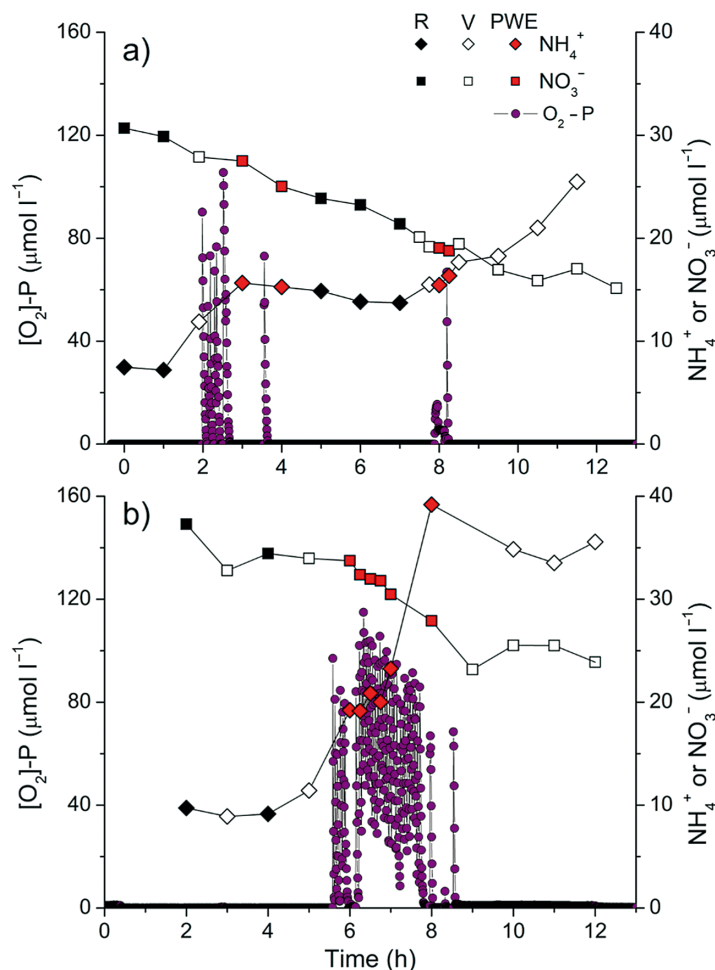 R V PWE
NH₄⁺
NO₃⁻
O₂ – P
a)
160
120
80
40
0
[O₂]-P (μmol l⁻¹)
40
30
20
10
0
NH₄⁺ or NO₃⁻ (μmol l⁻¹)
0 2 4 6 8 10 12
b)
160
120
80
40
0
[O₂]-P (μmol l⁻¹)
40
30
20
10
0
NH₄⁺ or NO₃⁻ (μmol l⁻¹)
0 2 4 6 8 10 12
Time (h)